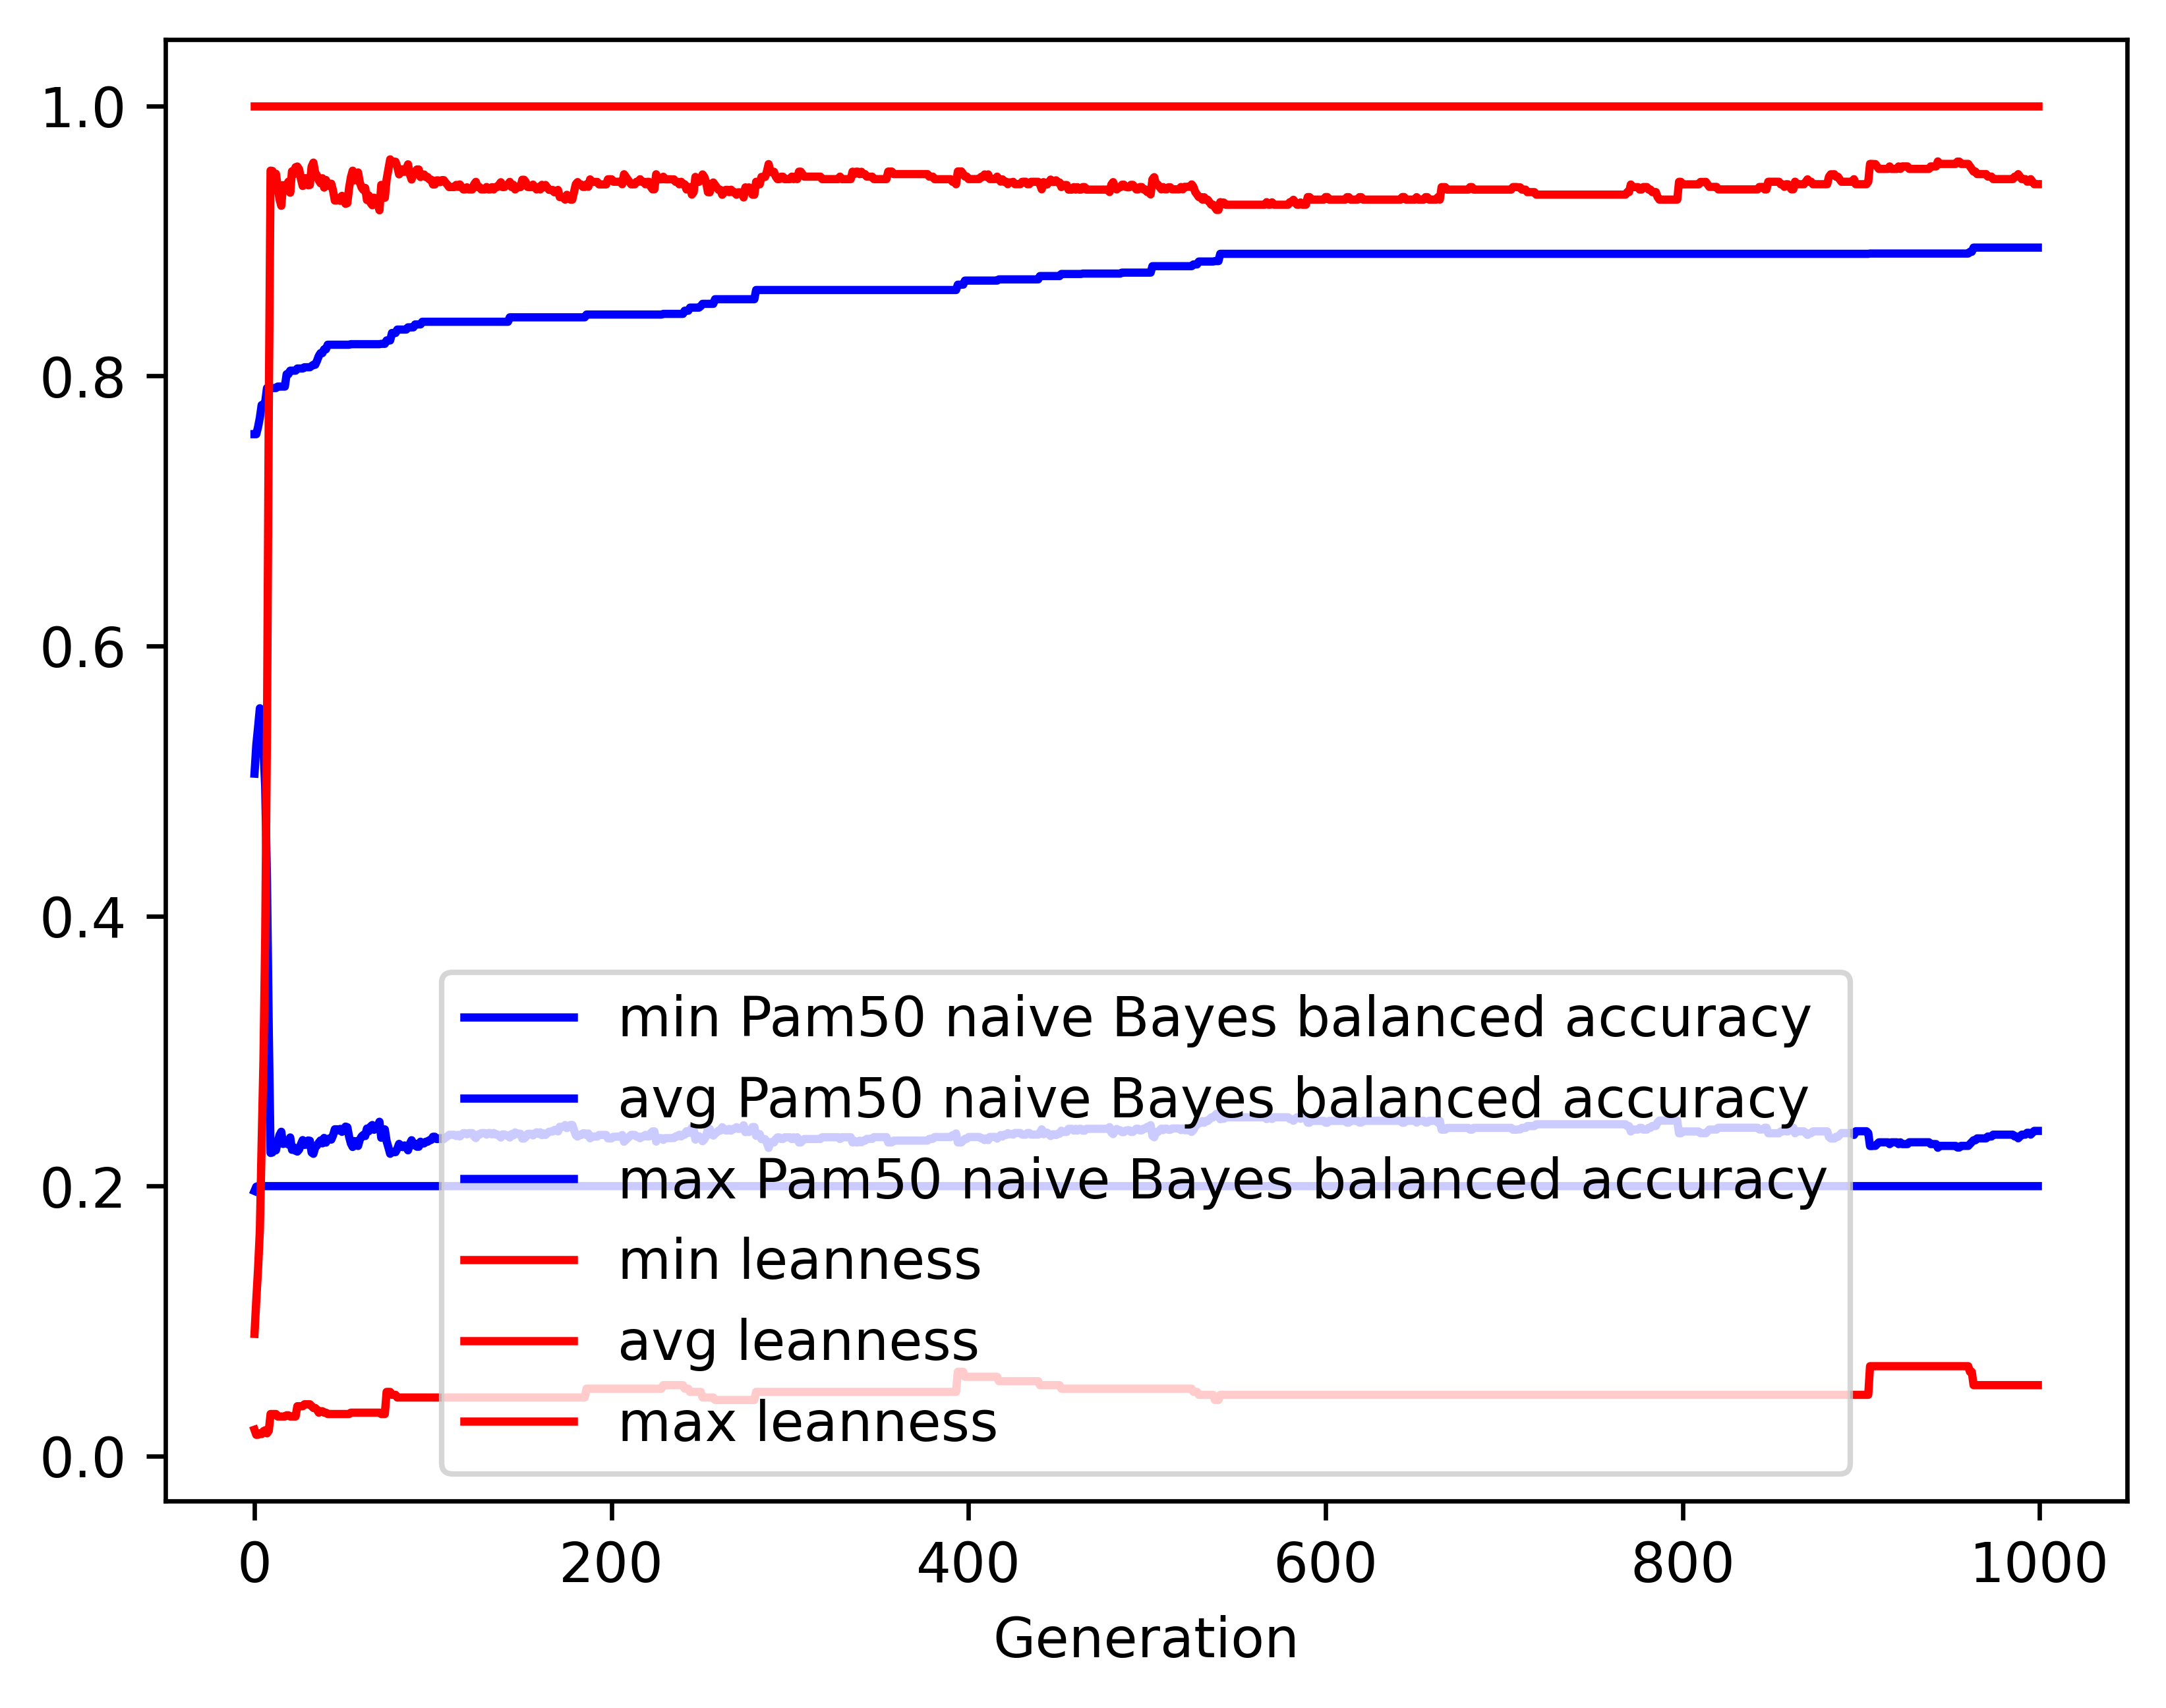 1.0
0.8
0.6
0.4
0.2
0.0
min Pam50 naive Bayes balanced accuracy
avg Pam50 naive Bayes balanced accuracy
max Pam50 naive Bayes balanced accuracy
min leanness
avg leanness
max leanness
0 200 400 600 800 1000
Generation